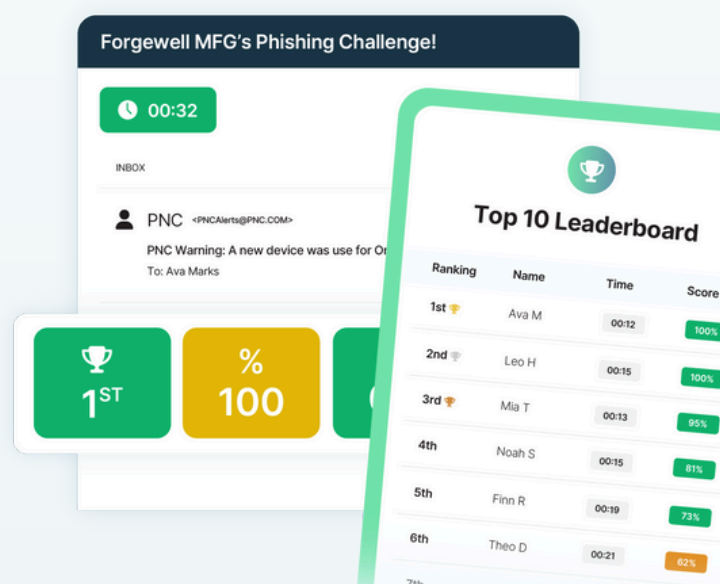 Forgewell MFG's Phishing Challenge!
00:32
INBOX
PNC <PNCAlerts@PNC.COM>
PNC Warning: A new device was use for
To: Ava Marks
1ST
%
100
Top 10 Leaderboard
Ranking Name Time Score
1st Ava M 00:12 100%
2nd Leo H 00:15 100%
3rd Mia T 00:13 95%
4th Noah S 00:15 81%
5th Finn R 00:19 73%
6th Theo D 00:21 62%